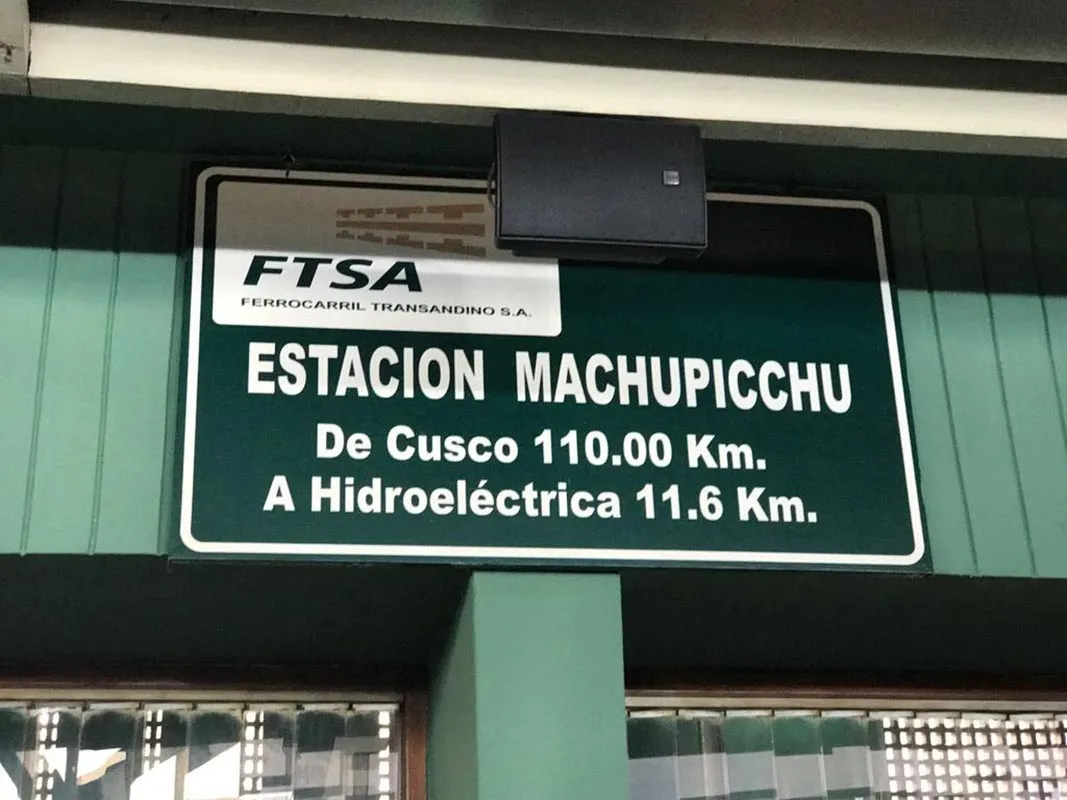 FTSA
FERROCARRIL TRANSANDINO S.A.
ESTACION MACHUPICCHU
De Cusco 110.00 Km.
A Hidroeléctrica 11.6 Km.